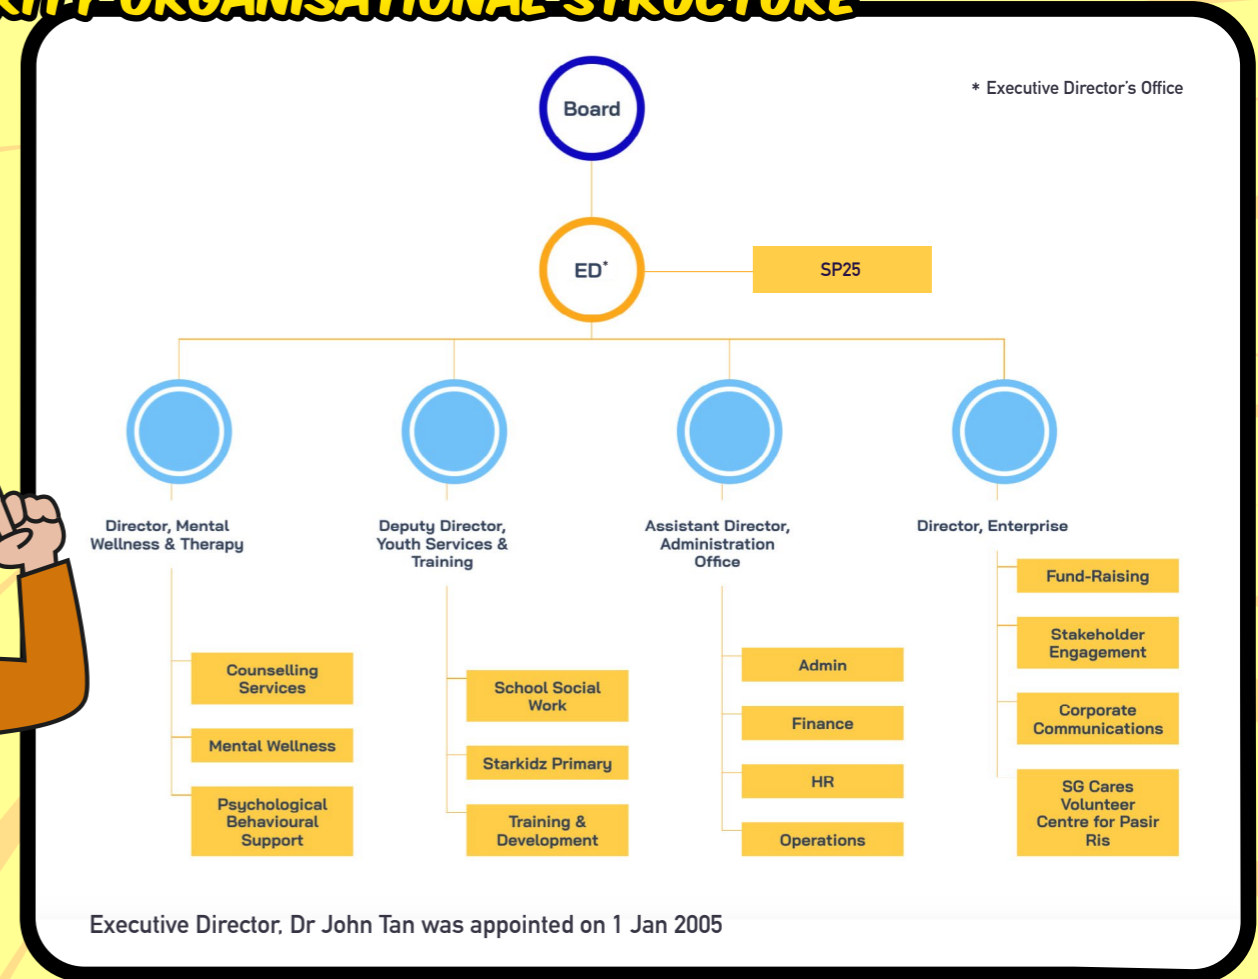 ORGANISATIONAL STRUCTURE
* Executive Director's Office
Board
ED*
SP25
Director, Mental
Wellness & Therapy
Counselling
Services
Mental Wellness
Psychological
Behavioural
Support
Deputy Director,
Youth Services &
Training
School Social
Work
Starkidz Primary
Training &
Development
Assistant Director,
Administration
Office
Admin
Finance
HR
Operations
Director, Enterprise
Fund-Raising
Stakeholder
Engagement
Corporate
Communications
SG Cares
Volunteer
Centre for Pasir
Ris
Executive Director, Dr John Tan was appointed on 1 Jan 2005